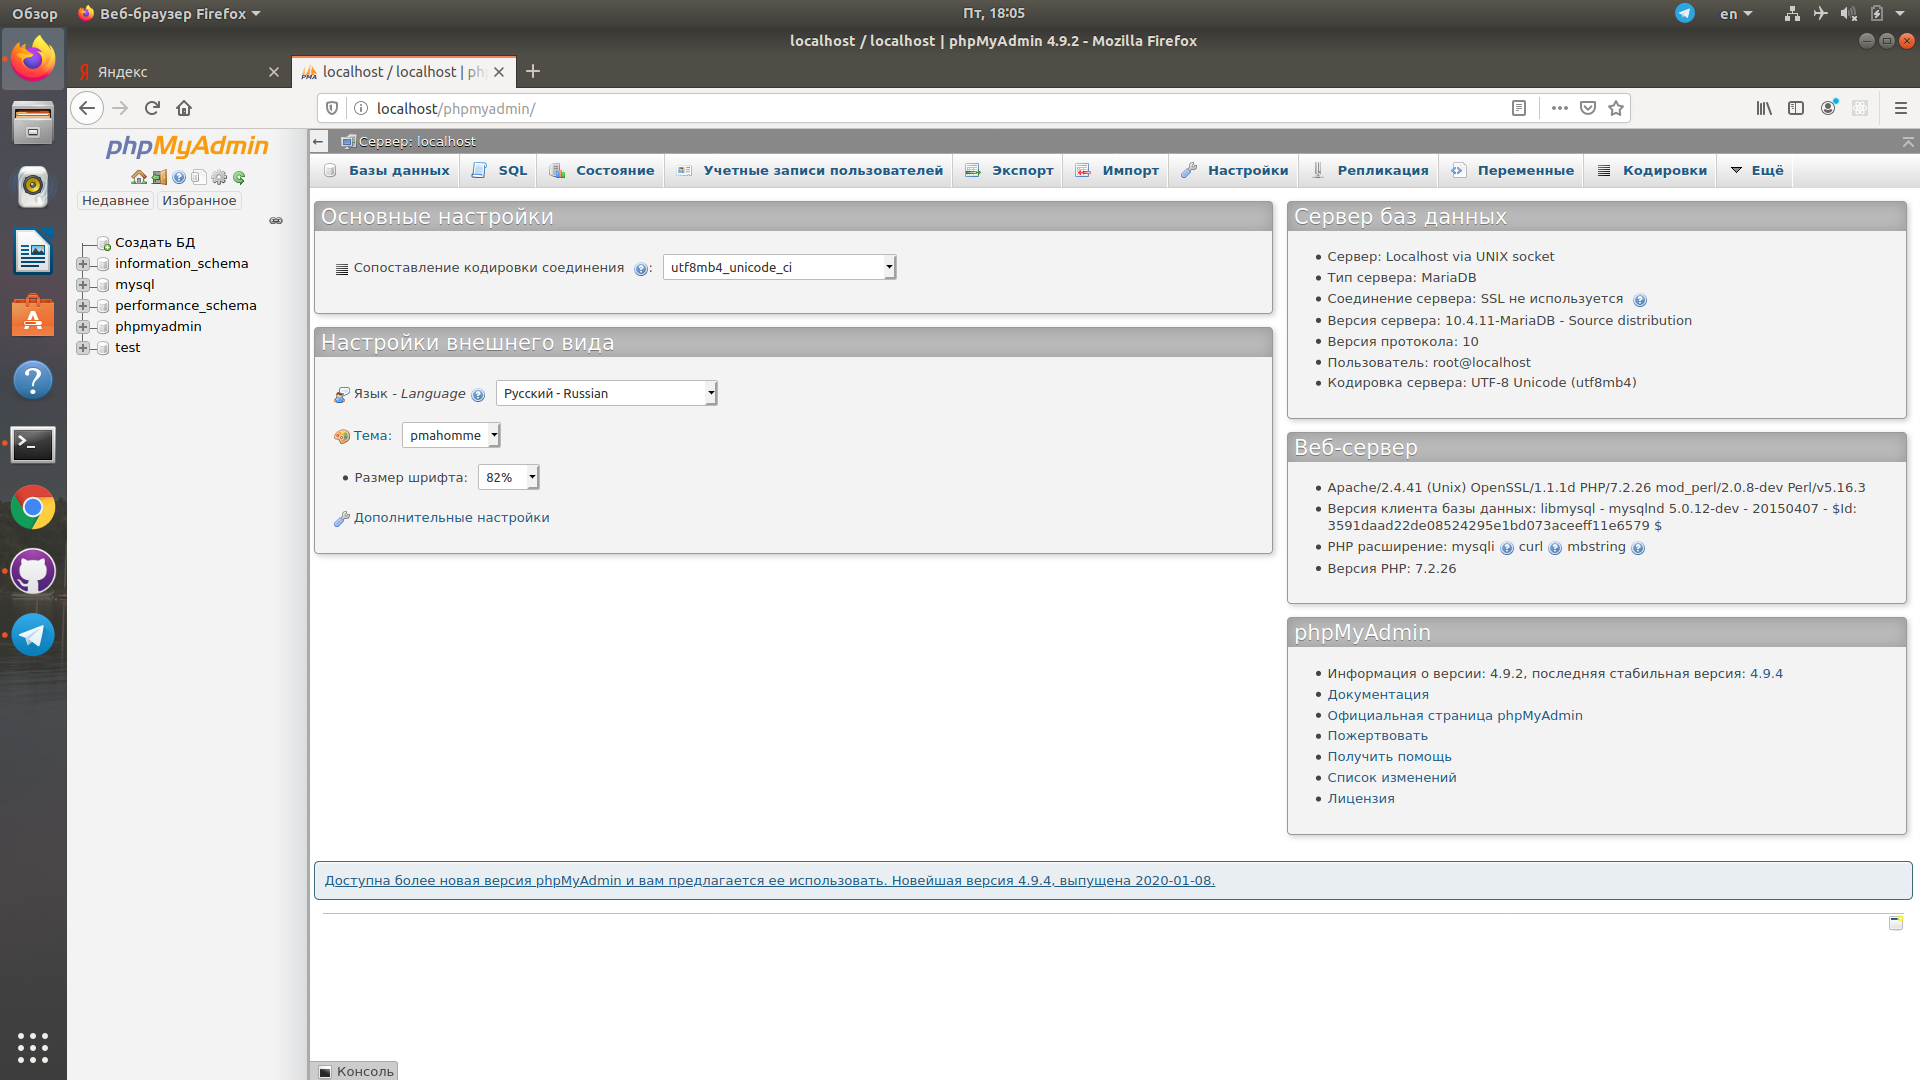 Обзор
Веб-браузер Firefox
Пт, 18:05
en
localhost / localhost | phpMyAdmin 4.9.2 - Mozilla Firefox
Яндекс
localhost / localhost | ph
localhost/phpmyadmin/
phpMyAdmin
Недавнее Избранное
Создать БД
information_schema
mysql
performance_schema
phpmyadmin
test
Сервер: localhost
Базы данных SQL Состояние Учетные записи пользователей Экспорт Импорт Настройки Репликация Переменные Кодировки Ещё
Основные настройки
Сопоставление кодировки соединения : utf8mb4_unicode_ci
Настройки внешнего вида
Язык - Language Русский - Russian
Тема: pmahomme
Размер шрифта: 82%
Дополнительные настройки
Сервер баз данных
Сервер: Localhost via UNIX socket
Тип сервера: MariaDB
Соединение сервера: SSL не используется
Версия сервера: 10.4.11-MariaDB - Source distribution
Версия протокола: 10
Пользователь: root@localhost
Кодировка сервера: UTF-8 Unicode (utf8mb4)
Веб-сервер
Apache/2.4.41 (Unix) OpenSSL/1.1.1d PHP/7.2.26 mod_perl/2.0.8-dev Perl/v5.16.3
Версия клиента базы данных: libmysql - mysqlnd 5.0.12-dev - 20150407 - $Id:
3591daad22de08524295e1bd073aceeff11e6579 $
PHP расширение: mysqli curl mbstring
Версия PHP: 7.2.26
phpMyAdmin
Информация о версии: 4.9.2, последняя стабильная версия: 4.9.4
Документация
Официальная страница phpMyAdmin
Пожертвовать
Получить помощь
Список изменений
Лицензия
Доступна более новая версия phpMyAdmin и вам предлагается ее использовать. Новейшая версия 4.9.4, выпущена 2020-01-08.
Консоль